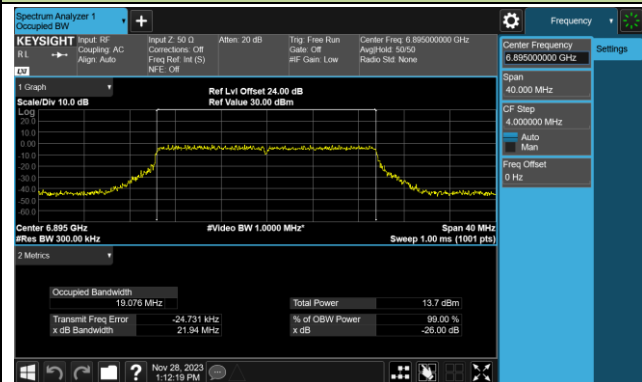 Spectrum Analyzer 1
Occupied BW
Frequency
KEYSIGHT
RL
Input: RF
Coupling: AC
Align: Auto
Input Z: 50 Ω
Corrections: Off
Freq Ref: Int (S)
NFE: Off
Atten: 20 dB
Trig: Free Run
Gate: Off
#IF Gain: Low
Center Freq: 6.895000000 GHz
Avg|Hold: 50/50
Radio Std: None
Center Frequency
6.895000000 GHz
Settings
Span
40.000 MHz
CF Step
4.000000 MHz
Auto
Man
Freq Offset
0 Hz
1 Graph
Scale/Div 10.0 dB
Ref Lvl Offset 24.00 dB
Ref Value 30.00 dBm
Log
20.0
10.0
0.00
-10.0
-20.0
-30.0
-40.0
-50.0
-60.0
Center 6.895 GHz
#Res BW 300.00 kHz
#Video BW 1.0000 MHz*
Span 40 MHz
Sweep 1.00 ms (1001 pts)
2 Metrics
Occupied Bandwidth
19.076 MHz
Total Power
13.7 dBm
Transmit Freq Error
-24.731 kHz
% of OBW Power
99.00 %
x dB Bandwidth
21.94 MHz
x dB
-26.00 dB
?
Nov 28, 2023
1:12:19 PM